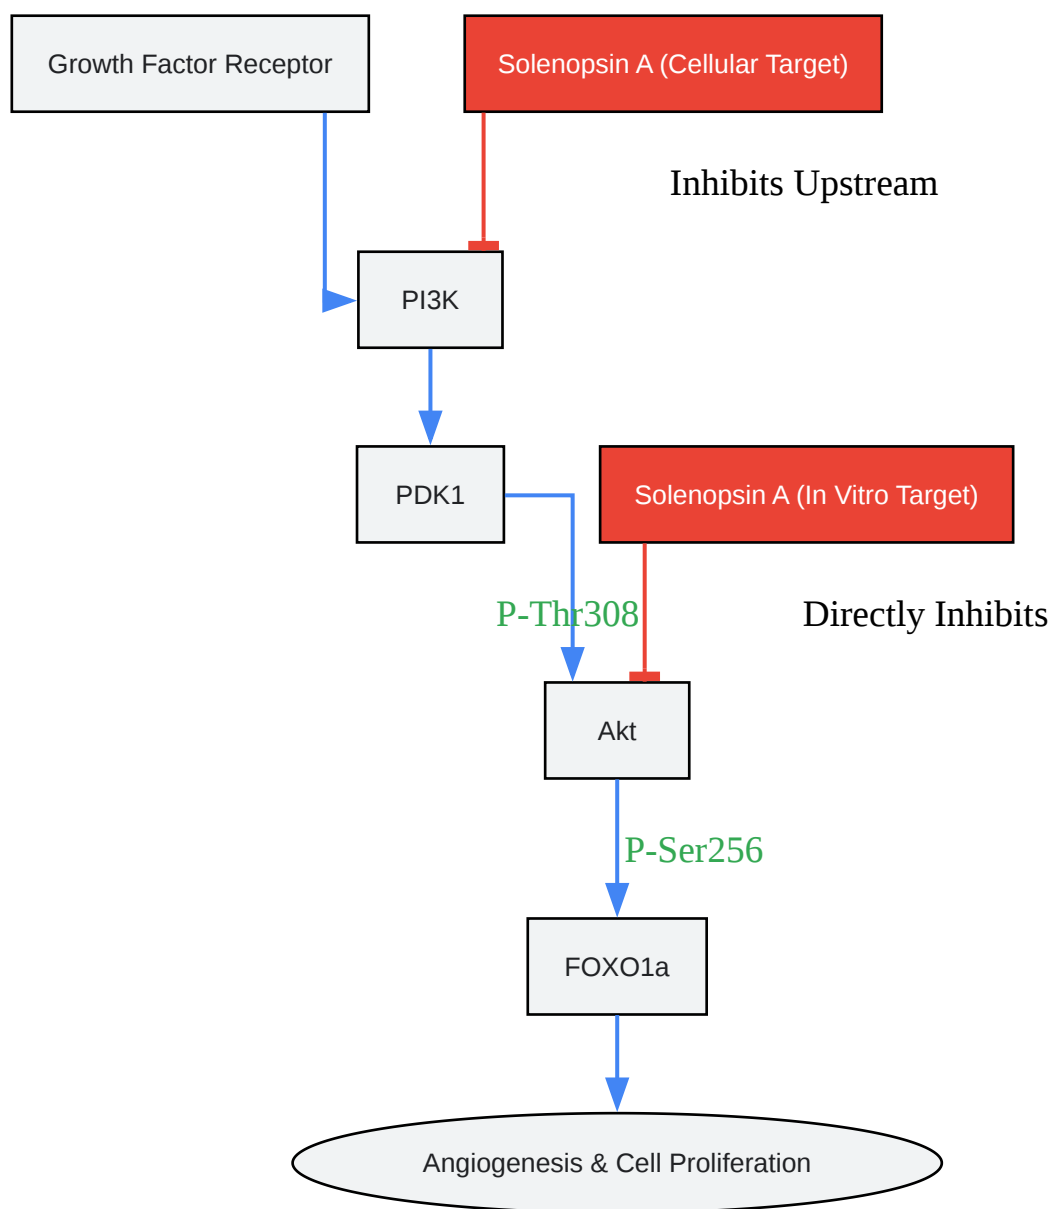 Growth Factor Receptor
Solenopsin A (Cellular Target)
Inhibits Upstream
PI3K
PDK1
Solenopsin A (In Vitro Target)
P-Thr308
Directly Inhibits
Akt
P-Ser256
FOXO1a
Angiogenesis & Cell Proliferation